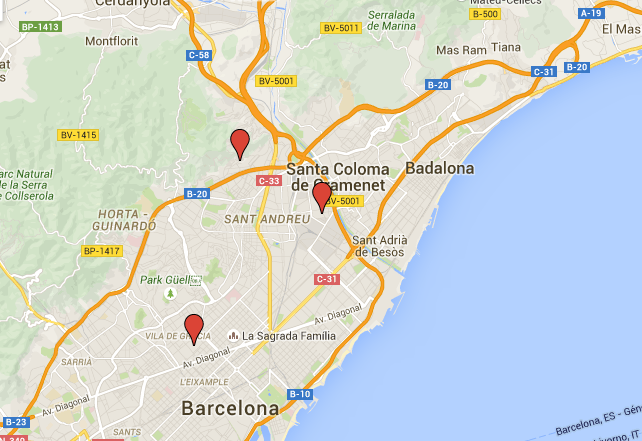 Cerdanyola
Mateu-Cellecs
B-500
A-19
BP-1413
Serralada
de Marina
BV-5011
El Mas
Montflorit
C-58
Mas Ram
Tiana
C-31
B-20
BV-5001
B-20
BV-1415
Santa Coloma
de Gramenet
Badalona
arc Natural
de la Serra
e Collserola
C-33
B-20
BV-5001
HORTA -
GUINARDÓ
SANT ANDREU
BP-1417
Sant Adrià
de Besòs
Park Güell
C-31
Av. Diagonal
VILA DE GRÀCIA
La Sagrada Família
SARRIÀ
Av. Diagonal
L'EIXAMPLE
B-10
Av. Diagonal
Barcelona
B-23
SANTS
N-340
Barcelona, ES - Gén
Livorno, IT